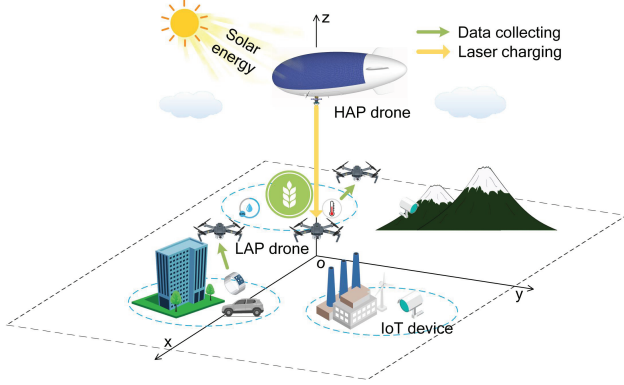 z
Solar
energy
Data collecting
Laser charging
HAP drone
LAP drone
o
y
IoT device
x